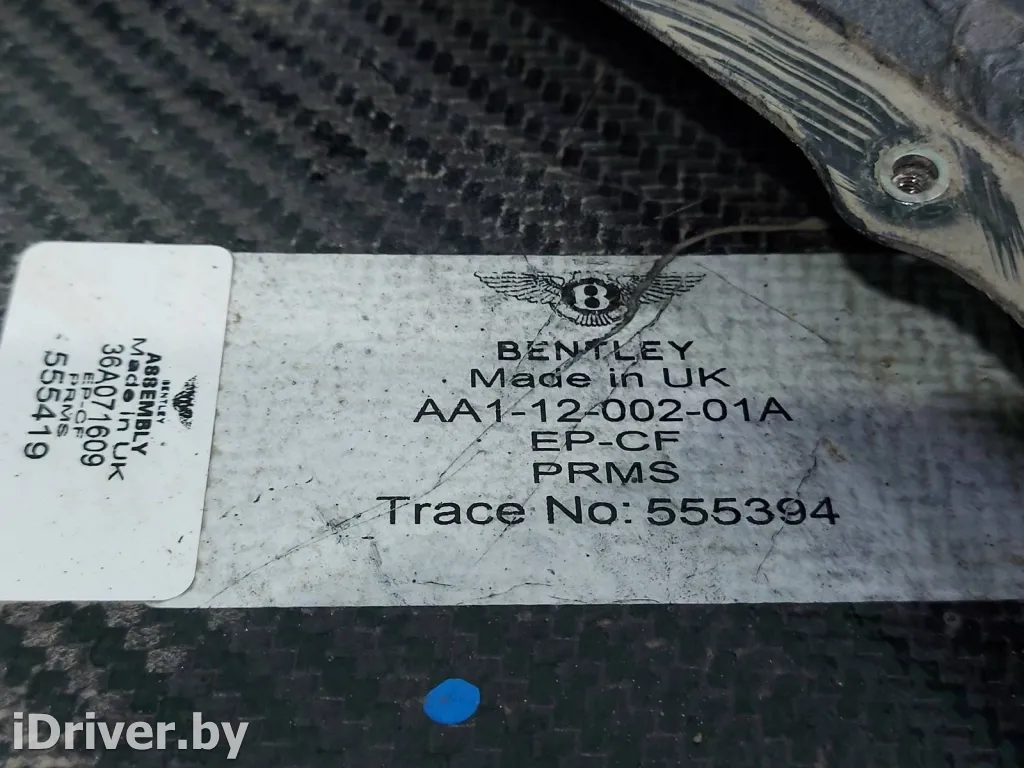 BENTLEY
Made in UK
AA1-12-002-01A
EP-CF
PRMS
Trace No: 555394
BENTLEY
ASSEMBLY
Made in UK
36A071609
EP-CF
PRMS
555419
iDriver.by